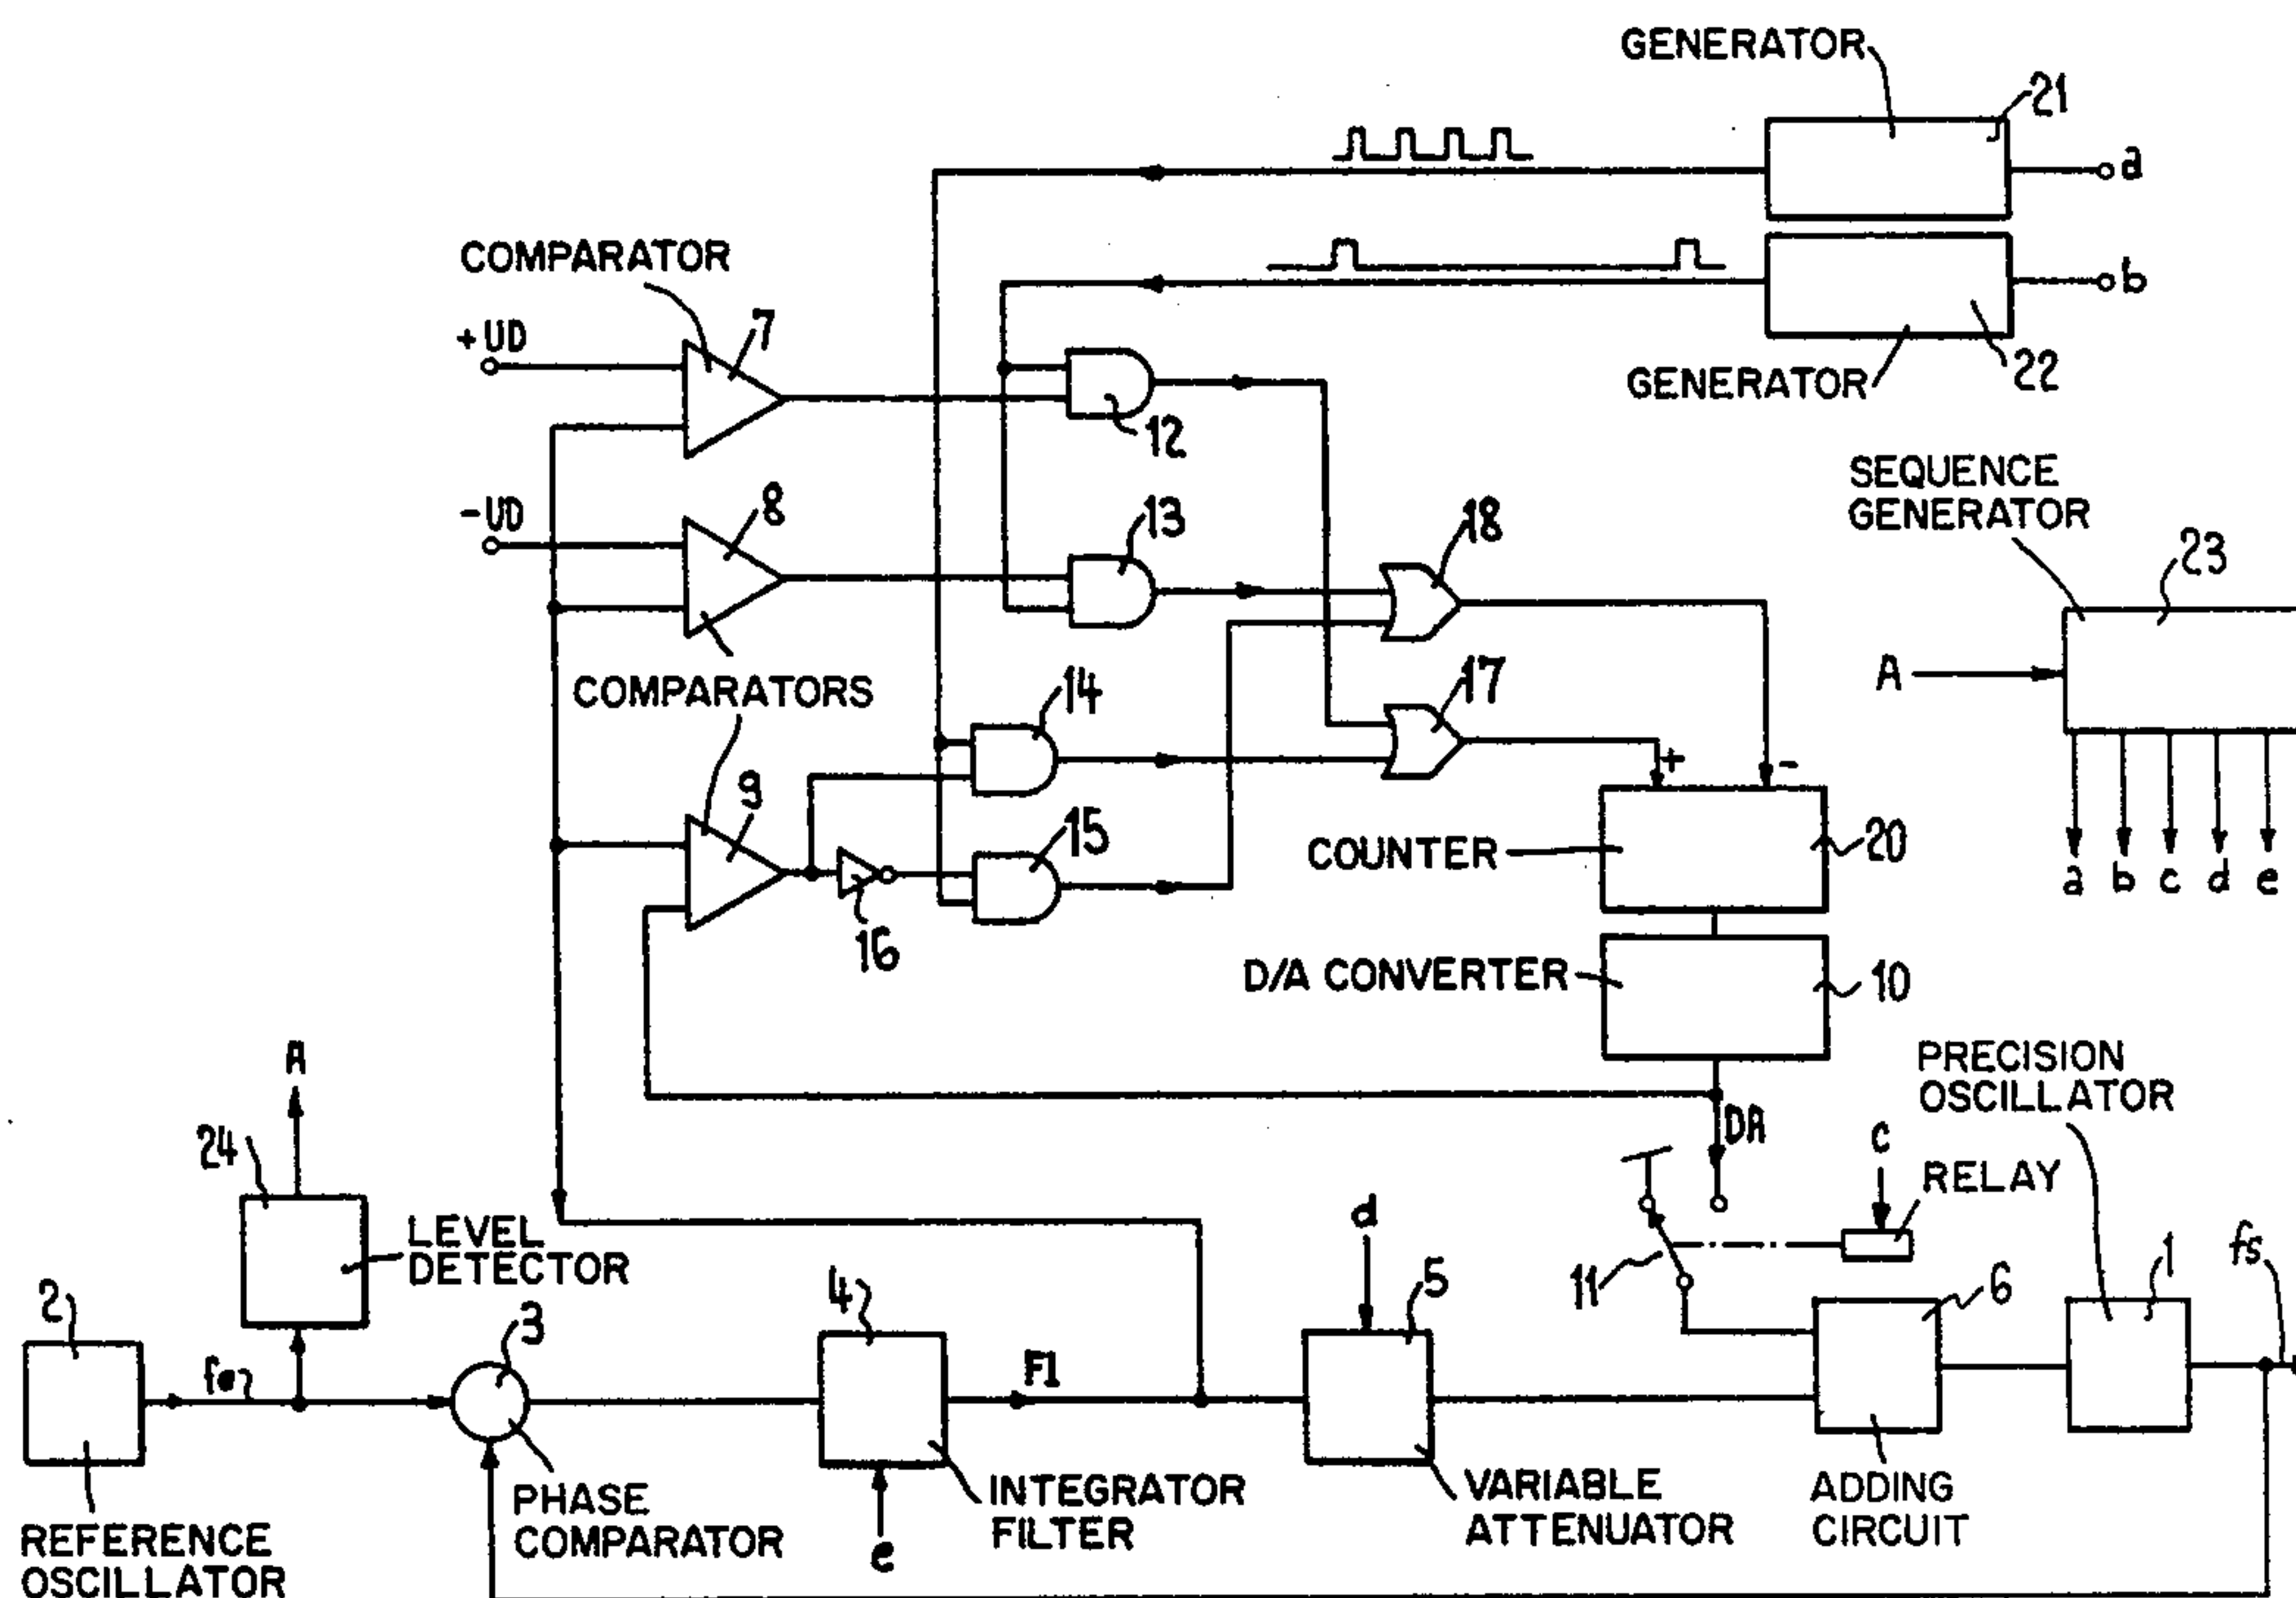 GENERATOR
21
a
COMPARATOR
b
+UD
7
GENERATOR
22
12
SEQUENCE
GENERATOR
-UD
8
13
18
23
A
COMPARATORS
14
17
+
-
9
15
COUNTER
20
a b c d e
16
D/A CONVERTER
10
A
PRECISION
OSCILLATOR
DA
c
24
RELAY
LEVEL
DETECTOR
d
fs
2
3
4
11
5
6
1
fe
F1
PHASE
COMPARATOR
INTEGRATOR
FILTER
VARIABLE
ATTENUATOR
ADDING
CIRCUIT
REFERENCE
OSCILLATOR
e